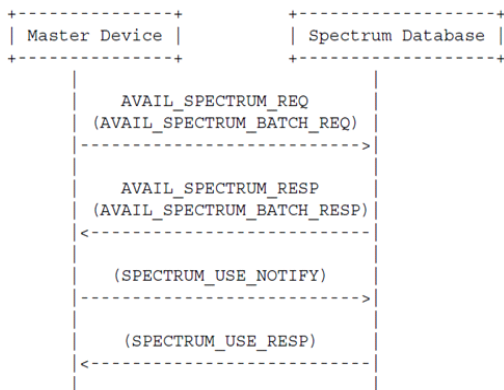 Master Device Spectrum Database
AVAIL_SPECTRUM_REQ
(AVAIL_SPECTRUM_BATCH_REQ)
AVAIL_SPECTRUM_RESP
(AVAIL_SPECTRUM_BATCH_RESP)
(SPECTRUM_USE_NOTIFY)
(SPECTRUM_USE_RESP)